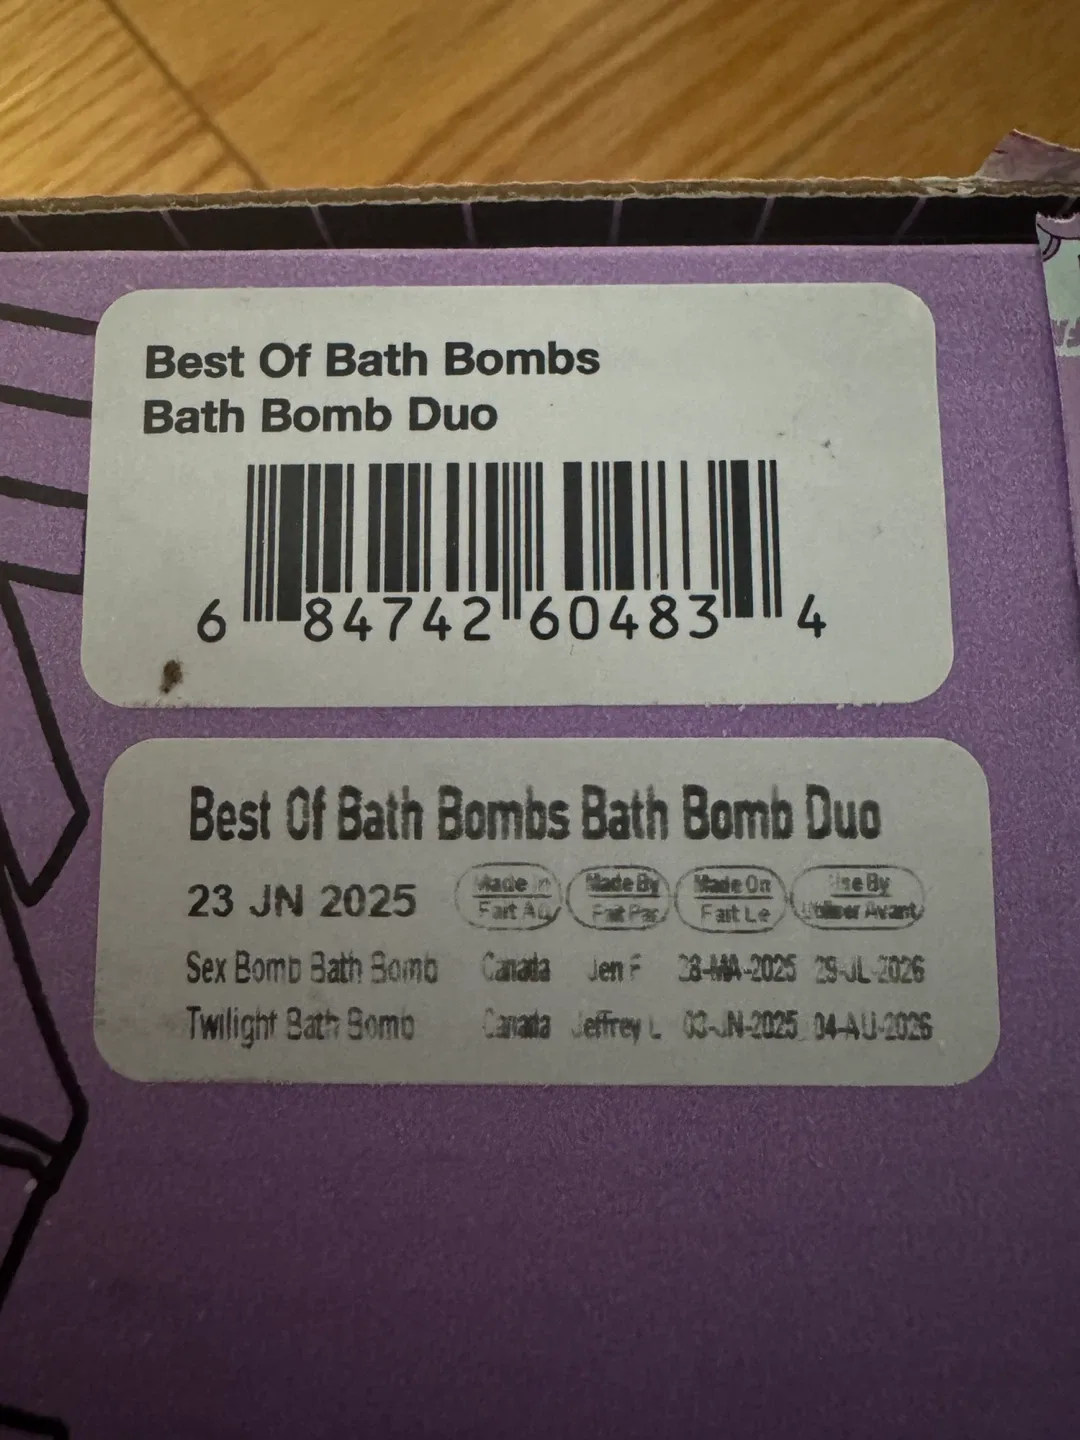 Best Of Bath Bombs
Bath Bomb Duo
6 84742 60483 4
Best Of Bath Bombs Bath Bomb Duo
23 JN 2025 Made In Made By Made On Use By
Fait Au Fait Par Fait Le Utiliser Avant
Sex Bomb Bath Bomb Canada Jen F 28-MA-2025 29-JL-2026
Twilight Bath Bomb Canada Jeffrey L 03-JN-2025 04-AU-2026